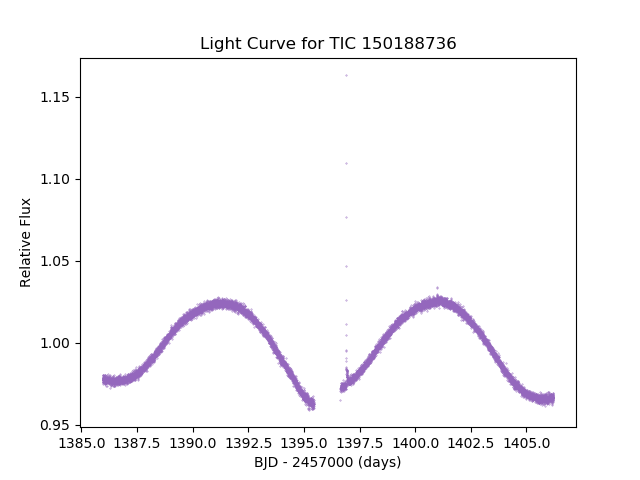 Light Curve for TIC 150188736
1.15
1.10
1.05
1.00
0.95
Relative Flux
1385.0 1387.5 1390.0 1392.5 1395.0 1397.5 1400.0 1402.5 1405.0
BJD - 2457000 (days)